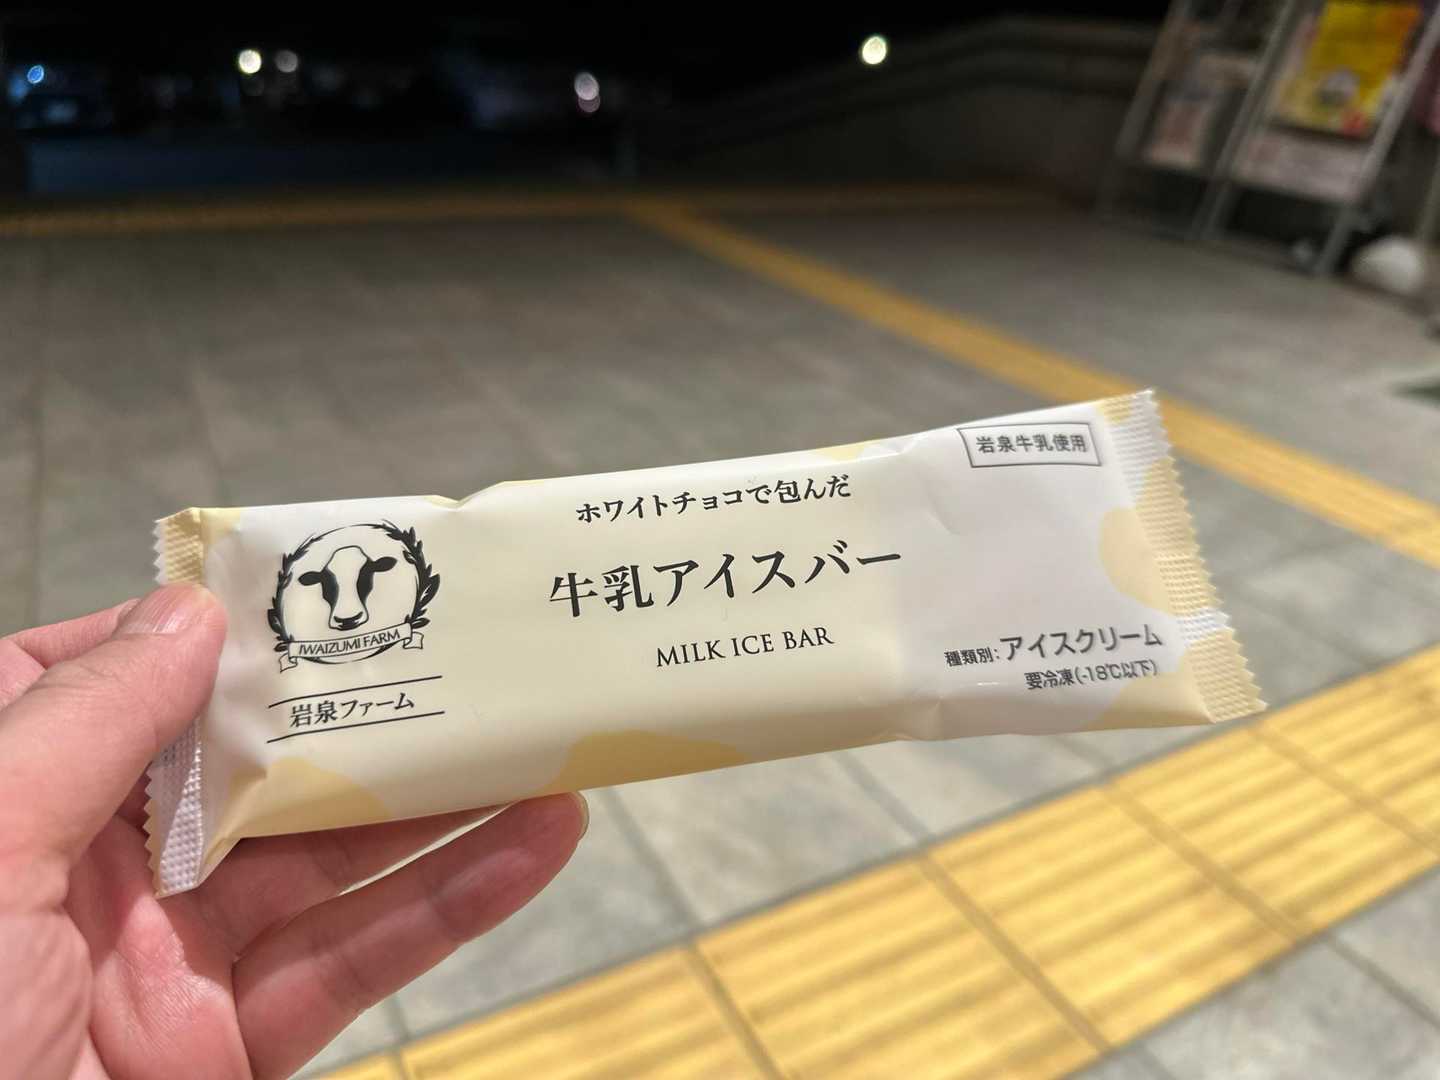 岩泉牛乳使用
ホワイトチョコで包んだ
牛乳アイスバー
MILK ICE BAR
IWAIZUMI FARM
岩泉ファーム
種類別:アイスクリーム
要冷凍(-18℃以下)